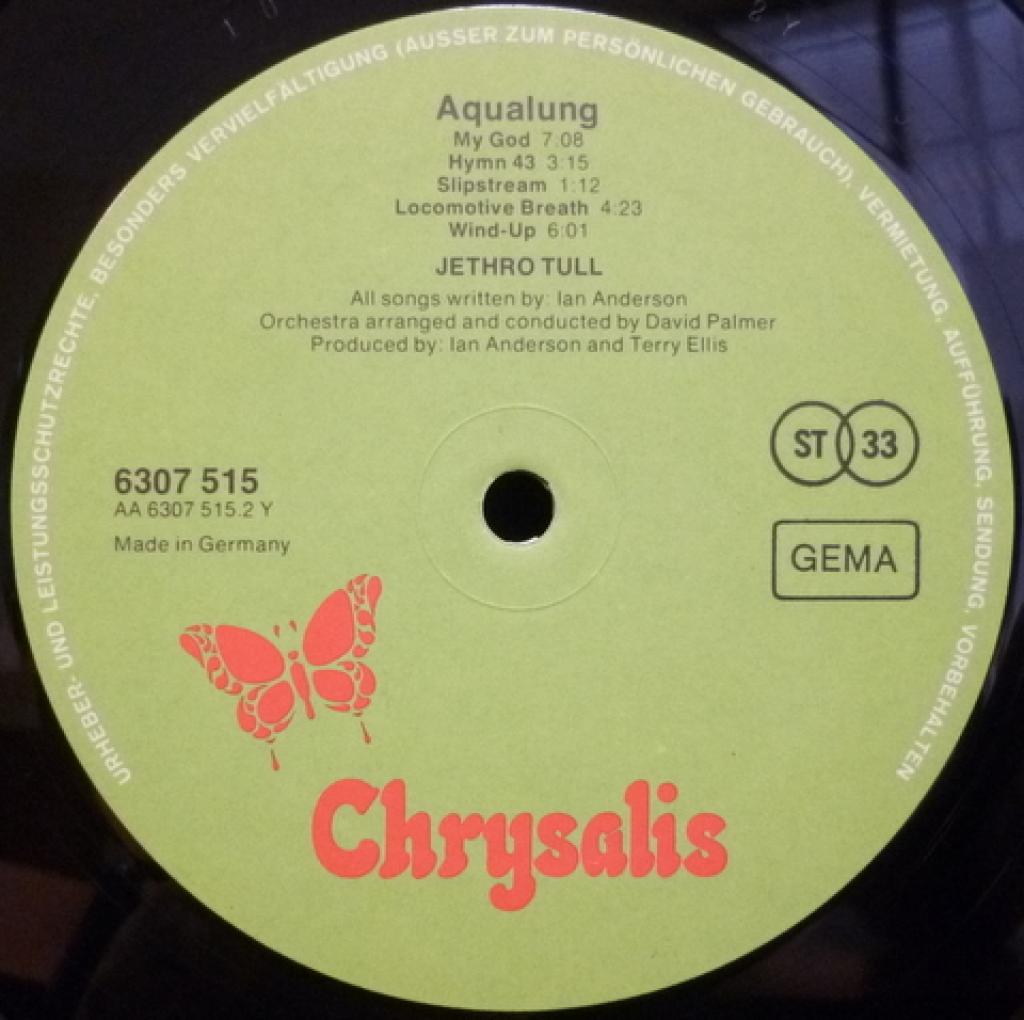 URHEBER- UND LEISTUNGSSCHUTZRECHTE, BESONDERS VERVIELFÄLTIGUNG (AUSSER ZUM PERSÖNLICHEN GEBRAUCH), VERMIETUNG, AUFFÜHRUNG, SENDUNG, VORBEHALTEN
Aqualung
My God 7:08
Hymn 43 3:15
Slipstream 1:12
Locomotive Breath 4:23
Wind-Up 6:01
JETHRO TULL
All songs written by: Ian Anderson
Orchestra arranged and conducted by David Palmer
Produced by: Ian Anderson and Terry Ellis
ST 33
6307 515
AA 6307 515.2 Y
Made in Germany
GEMA
Chrysalis